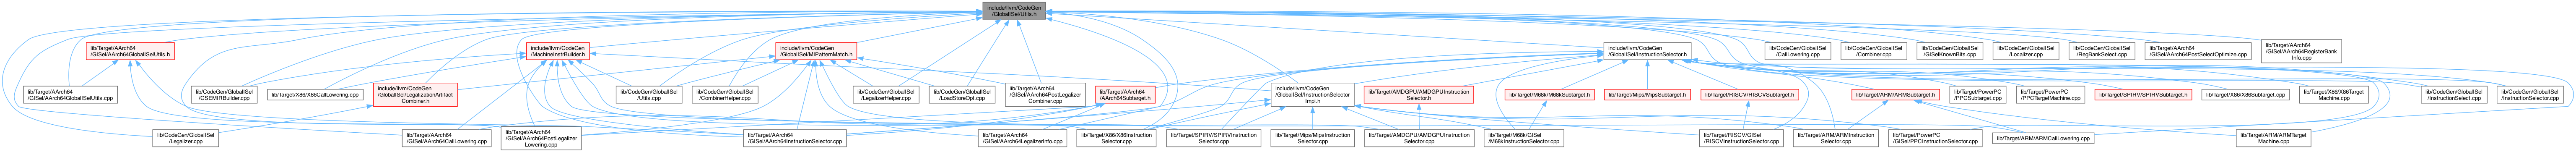 include/llvm/CodeGen
/GlobalISel/Utils.h
lib/Target/AArch64
/GISel/AArch64GlobalISelUtils.h
include/llvm/CodeGen
/MachineInstrBuilder.h
include/llvm/CodeGen
/GlobalISel/MIPatternMatch.h
include/llvm/CodeGen
/GlobalISel/InstructionSelector.h
lib/CodeGen/GlobalISel
/CallLowering.cpp
lib/CodeGen/GlobalISel
/Combiner.cpp
lib/CodeGen/GlobalISel
/GISelKnownBits.cpp
lib/CodeGen/GlobalISel
/Localizer.cpp
lib/CodeGen/GlobalISel
/RegBankSelect.cpp
lib/Target/AArch64
/GISel/AArch64PostSelectOptimize.cpp
lib/Target/AArch64
/GISel/AArch64RegisterBank
Info.cpp
lib/Target/AArch64
/GISel/AArch64GlobalISelUtils.cpp
lib/CodeGen/GlobalISel
/CSEMIRBuilder.cpp
lib/Target/X86/X86CallLowering.cpp
include/llvm/CodeGen
/GlobalISel/LegalizationArtifact
Combiner.h
lib/CodeGen/GlobalISel
/Utils.cpp
lib/CodeGen/GlobalISel
/CombinerHelper.cpp
lib/CodeGen/GlobalISel
/LegalizerHelper.cpp
lib/CodeGen/GlobalISel
/LoadStoreOpt.cpp
lib/Target/AArch64
/GISel/AArch64PostLegalizer
Combiner.cpp
lib/Target/AArch64
/AArch64Subtarget.h
include/llvm/CodeGen
/GlobalISel/InstructionSelector
Impl.h
lib/Target/AMDGPU/AMDGPUInstruction
Selector.h
lib/Target/M68k/M68kSubtarget.h
lib/Target/Mips/MipsSubtarget.h
lib/Target/RISCV/RISCVSubtarget.h
lib/Target/ARM/ARMSubtarget.h
lib/Target/PowerPC
/PPCSubtarget.cpp
lib/Target/PowerPC
/PPCTargetMachine.cpp
lib/Target/SPIRV/SPIRVSubtarget.h
lib/Target/X86/X86Subtarget.cpp
lib/Target/X86/X86Target
Machine.cpp
lib/CodeGen/GlobalISel
/InstructionSelect.cpp
lib/CodeGen/GlobalISel
/InstructionSelector.cpp
lib/CodeGen/GlobalISel
/Legalizer.cpp
lib/Target/AArch64
/GISel/AArch64CallLowering.cpp
lib/Target/AArch64
/GISel/AArch64PostLegalizer
Lowering.cpp
lib/Target/AArch64
/GISel/AArch64InstructionSelector.cpp
lib/Target/AArch64
/GISel/AArch64LegalizerInfo.cpp
lib/Target/X86/X86Instruction
Selector.cpp
lib/Target/SPIRV/SPIRVInstruction
Selector.cpp
lib/Target/Mips/MipsInstruction
Selector.cpp
lib/Target/AMDGPU/AMDGPUInstruction
Selector.cpp
lib/Target/M68k/GISel
/M68kInstructionSelector.cpp
lib/Target/RISCV/GISel
/RISCVInstructionSelector.cpp
lib/Target/ARM/ARMInstruction
Selector.cpp
lib/Target/PowerPC
/GISel/PPCInstructionSelector.cpp
lib/Target/ARM/ARMCallLowering.cpp
lib/Target/ARM/ARMTarget
Machine.cpp